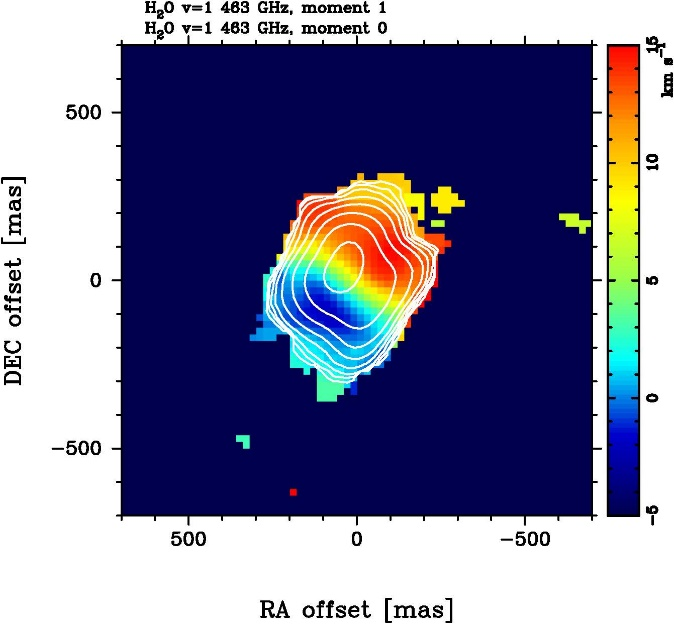 H₂O v=1 463 GHz, moment 1
H₂O v=1 463 GHz, moment 0
15
km s⁻¹
10
5
0
−5
500
0
−500
DEC offset [mas]
500
0
−500
RA offset [mas]